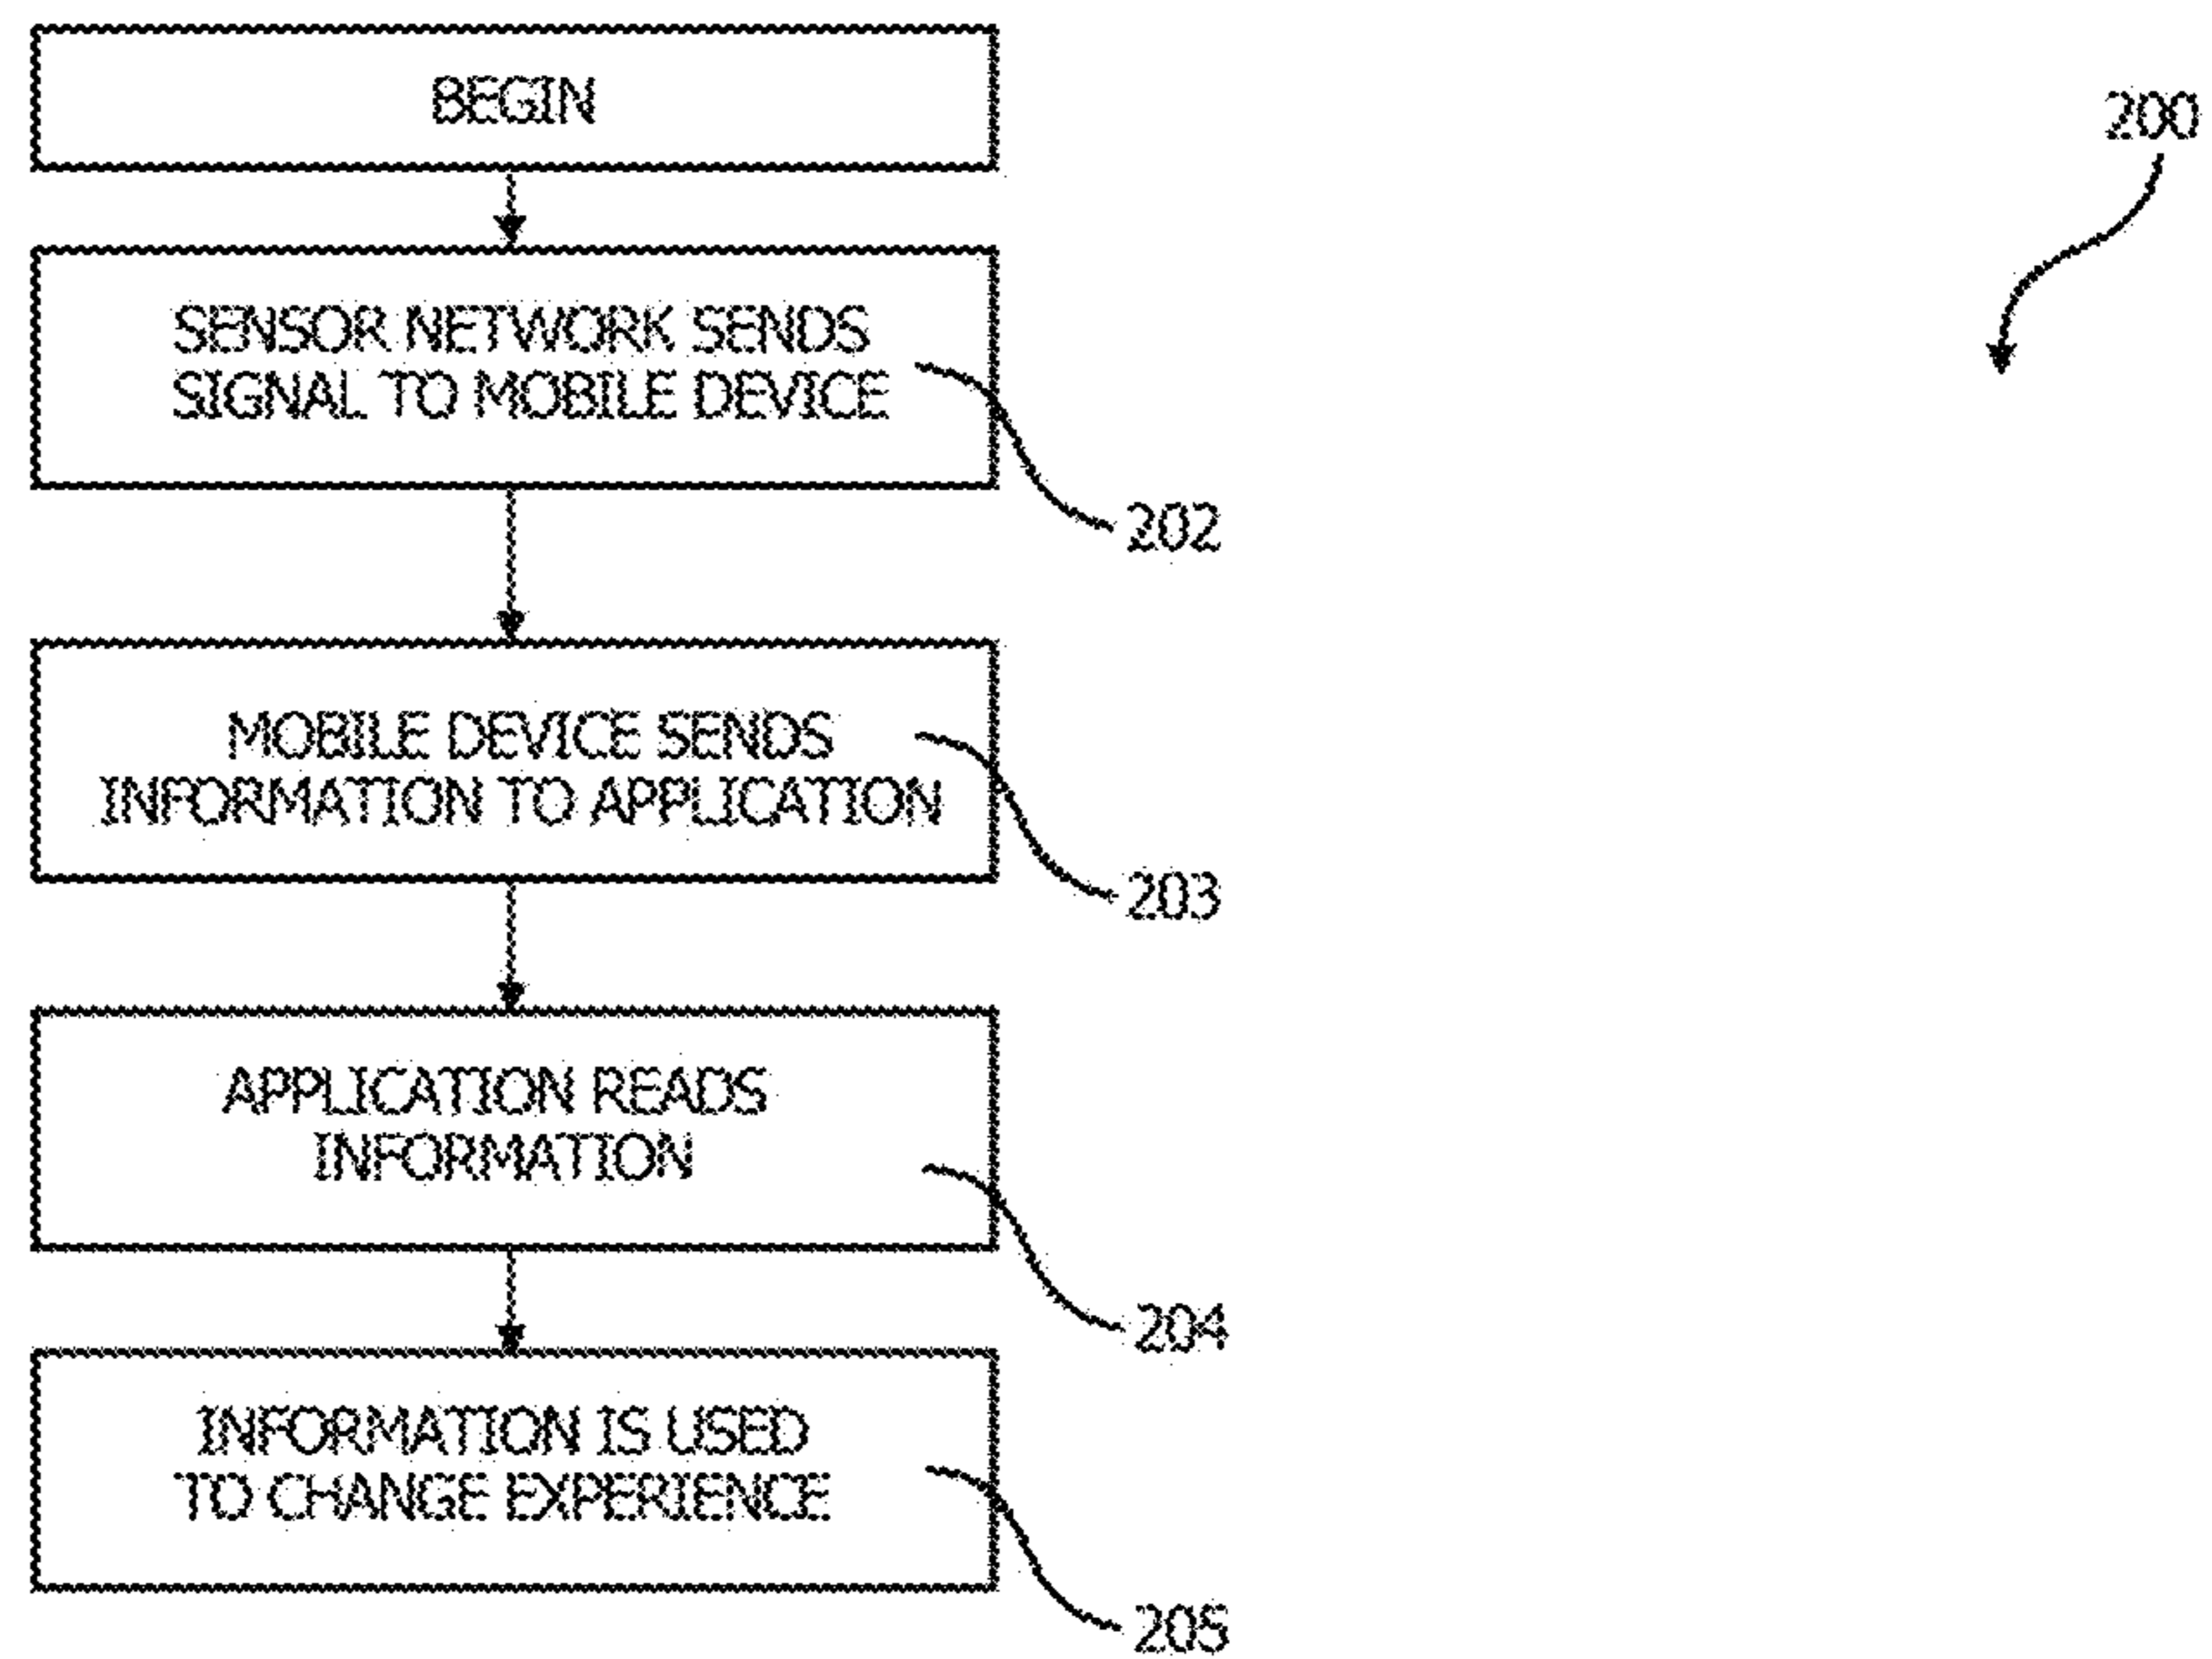 BEGIN
200
SENSOR NETWORK SENDS
SIGNAL TO MOBILE DEVICE
202
MOBILE DEVICE SENDS
INFORMATION TO APPLICATION
203
APPLICATION READS
INFORMATION
204
INFORMATION IS USED
TO CHANGE EXPERIENCE
205